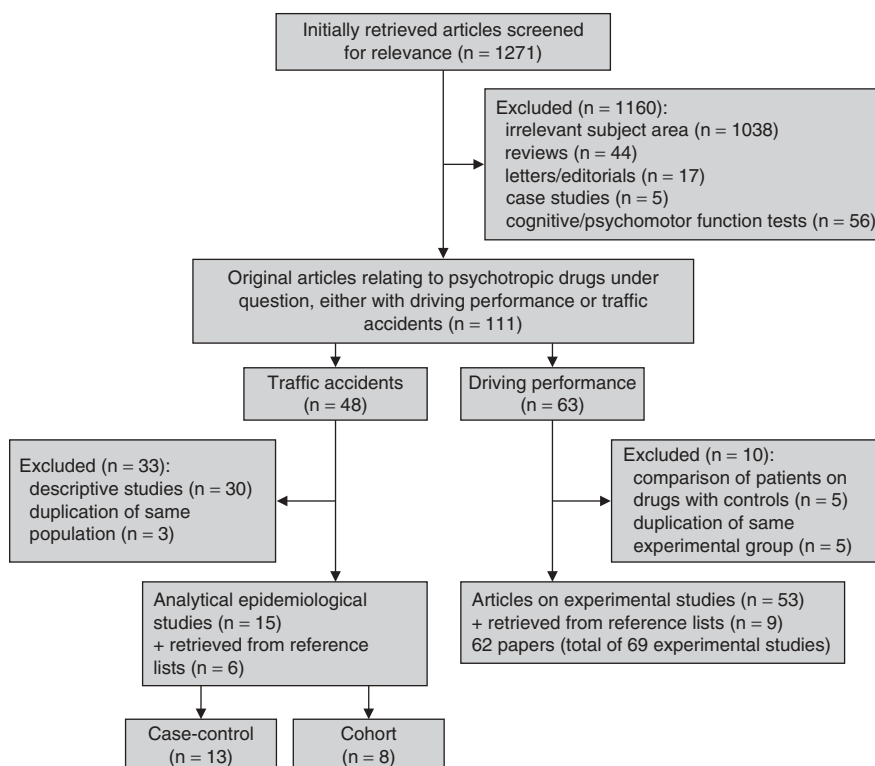 Initially retrieved articles screened
for relevance (n = 1271)
Excluded (n = 1160):
irrelevant subject area (n = 1038)
reviews (n = 44)
letters/editorials (n = 17)
case studies (n = 5)
cognitive/psychomotor function tests (n = 56)
Original articles relating to psychotropic drugs under
question, either with driving performance or traffic
accidents (n = 111)
Traffic accidents
(n = 48)
Driving performance
(n = 63)
Excluded (n = 33):
descriptive studies (n = 30)
duplication of same
population (n = 3)
Excluded (n = 10):
comparison of patients on
drugs with controls (n = 5)
duplication of same
experimental group (n = 5)
Analytical epidemiological
studies (n = 15)
+ retrieved from reference
lists (n = 6)
Articles on experimental studies (n = 53)
+ retrieved from reference lists (n = 9)
62 papers (total of 69 experimental studies)
Case-control
(n = 13)
Cohort
(n = 8)